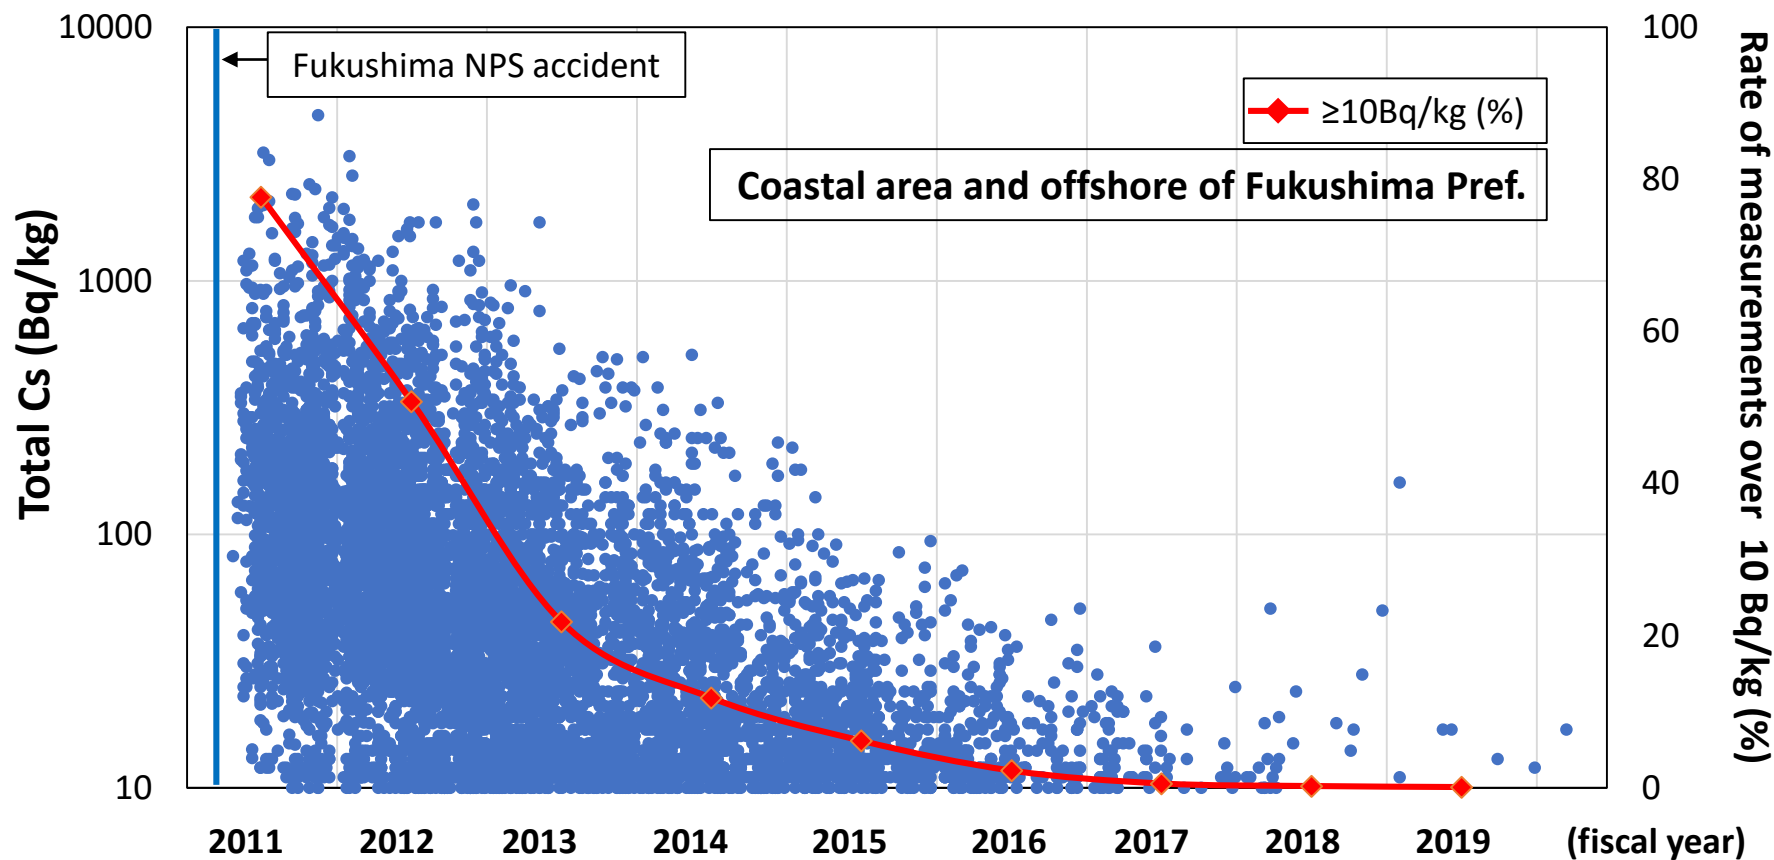 10000
1000
100
10
Total Cs (Bq/kg)
Fukushima NPS accident
≥10Bq/kg (%)
Coastal area and offshore of Fukushima Pref.
100
80
60
40
20
0
Rate of measurements over 10 Bq/kg (%)
2011 2012 2013 2014 2015 2016 2017 2018 2019 (fiscal year)